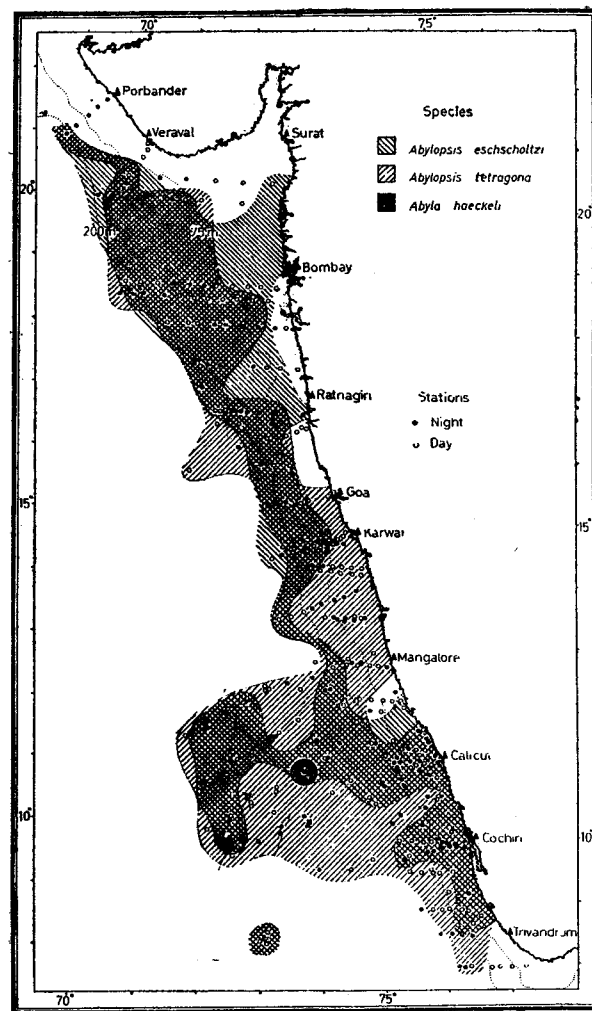 70°
75°
Porbander
Veraval
Surat
Species
Abylopsis eschscholtzi
Abylopsis tetragona
Abyla haeckeli
20°
20°
200m
75m
Bombay
Ratnagiri
Stations
Night
Day
15°
Goa
Karwar
15°
Mangalore
Calicut
10°
Cochin
10°
Trivandrum
70°
75°